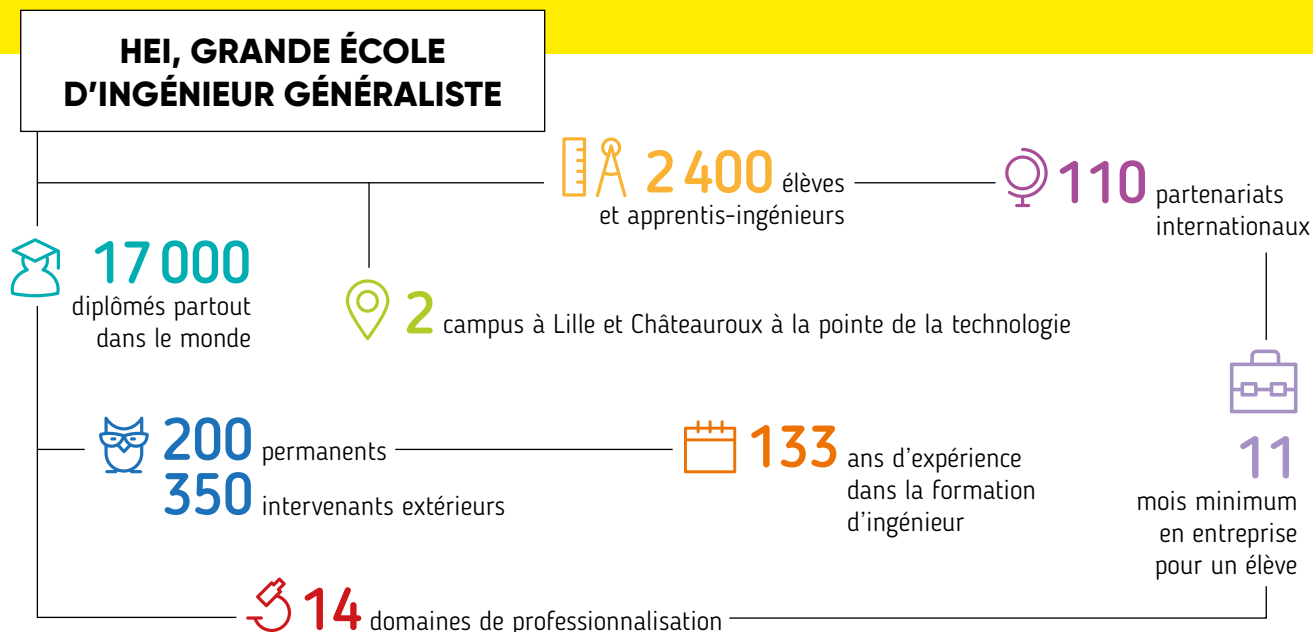 HEI, GRANDE ÉCOLE
D'INGÉNIEUR GÉNÉRALISTE
2 400 élèves
et apprentis-ingénieurs
110 partenariats
internationaux
17 000
diplômés partout
dans le monde
2 campus à Lille et Châteauroux à la pointe de la technologie
200 permanents
350 intervenants extérieurs
133 ans d’expérience
dans la formation
d’ingénieur
11
mois minimum
en entreprise
pour un élève
14 domaines de professionnalisation